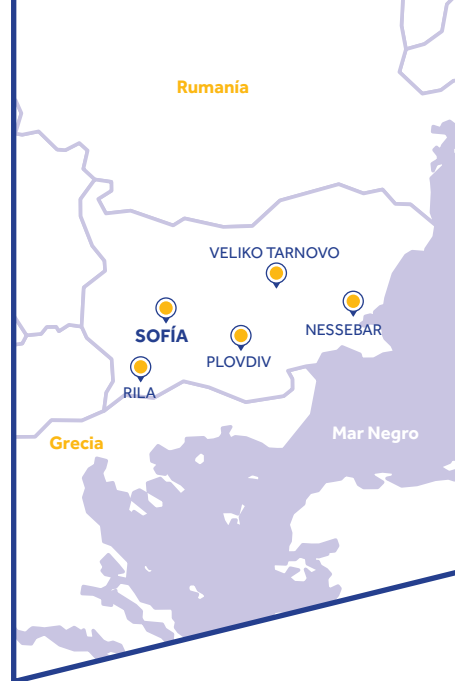 Rumanía
VELIKO TARNOVO
NESSEBAR
SOFÍA
PLOVDIV
RILA
Mar Negro
Grecia